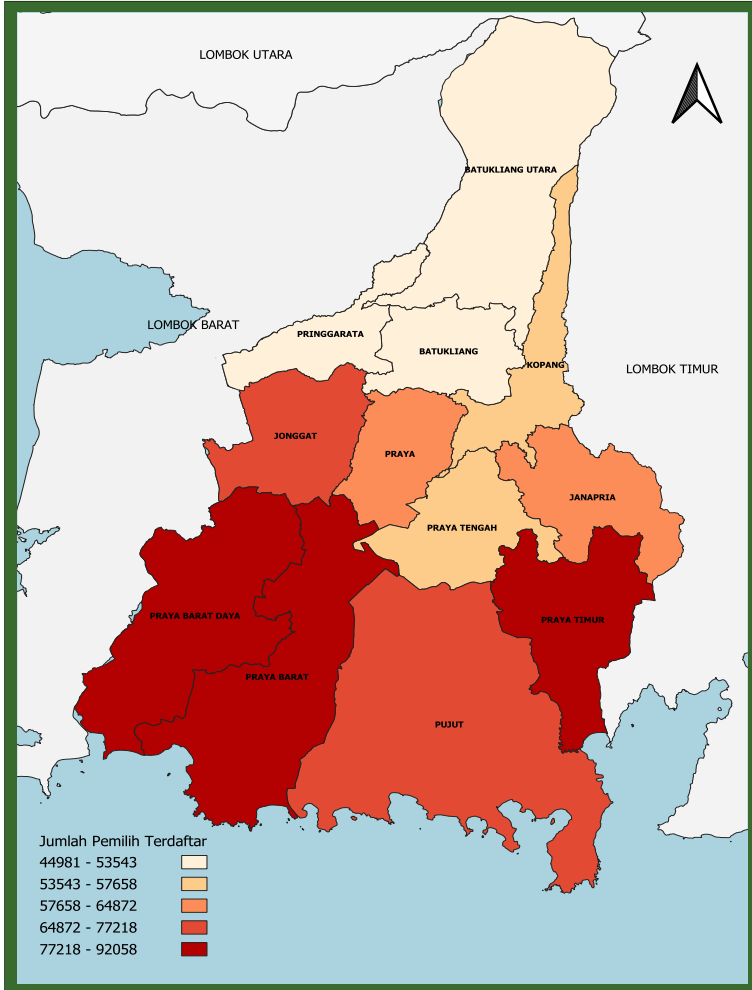 LOMBOK UTARA
BATUKLIANG UTARA
LOMBOK BARAT
PRINGGARATA
BATUKLIANG
KOPANG
LOMBOK TIMUR
JONGGAT
PRAYA
JANAPRIA
PRAYA TENGAH
PRAYA BARAT DAYA
PRAYA TIMUR
PRAYA BARAT
PUJUT
Jumlah Pemilih Terdaftar
44981 - 53543
53543 - 57658
57658 - 64872
64872 - 77218
77218 - 92058